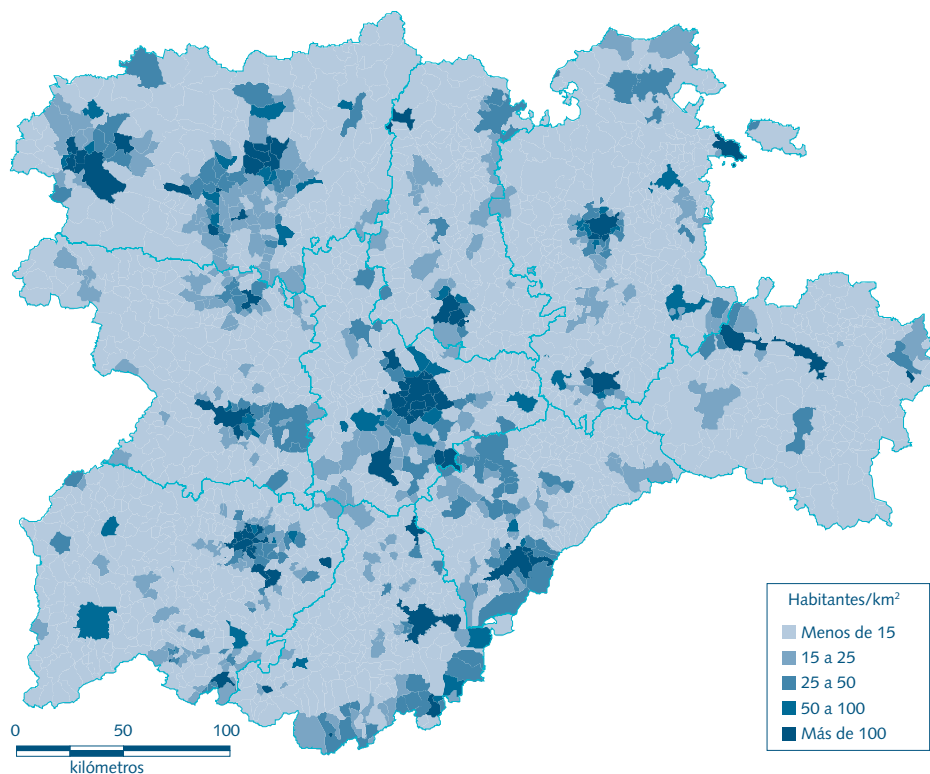 Habitantes/km²
Menos de 15
15 a 25
25 a 50
50 a 100
Más de 100
0 50 100
kilómetros